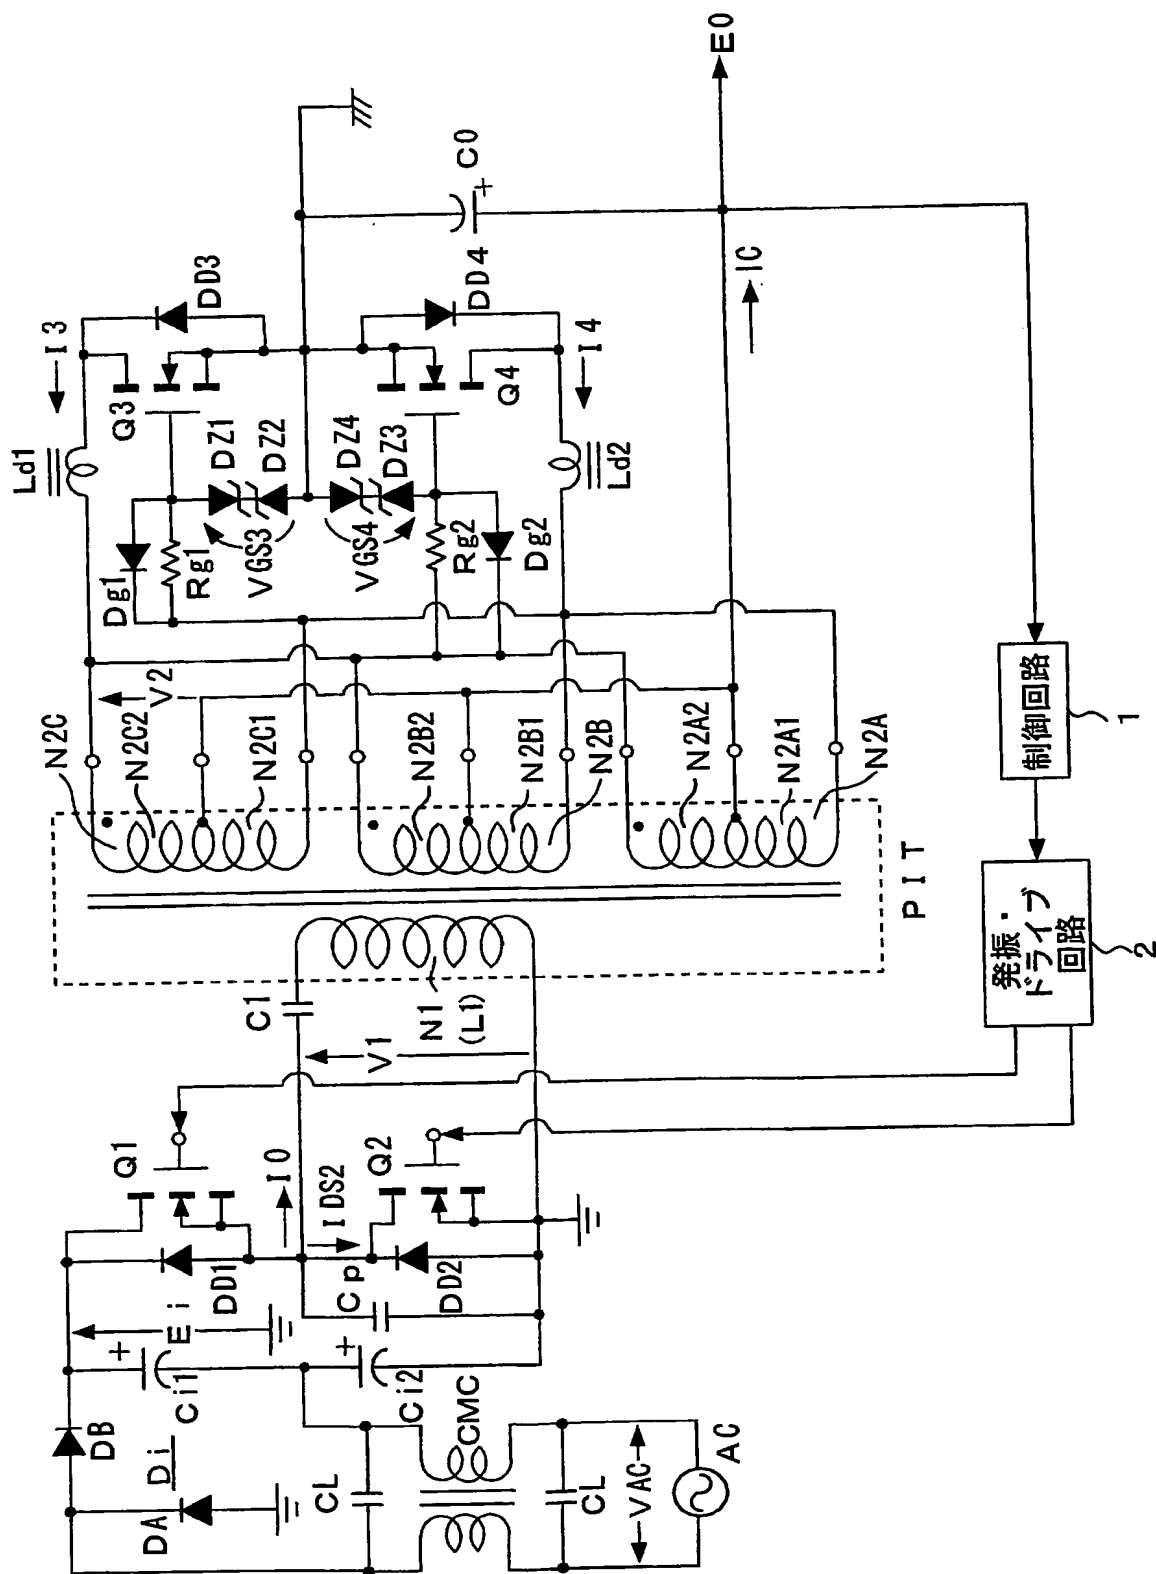 AC
VAC
CL
CMC
CL
DA
Di
DB
Ci1
+
Ci2
+
Ei
DD1
Cp
DD2
Q1
IO
IDS2
Q2
C1
V1
N1
(L1)
PIT
N2C
N2C2
N2C1
N2B2
N2B1
N2B
N2A2
N2A1
N2A
V2
Dg1
Rg1
VGS3
VGS4
Rg2
Dg2
DZ1
DZ2
DZ4
DZ3
Ld1
Ld2
Q3
Q4
I3
I4
DD3
DD4
C0
+
IC
E0
制御回路
1
発振・
ドライブ
回路
2